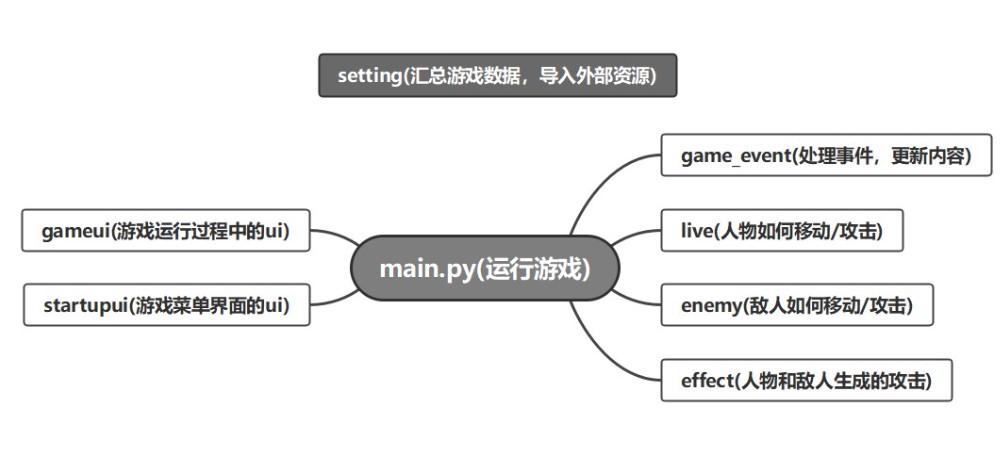 setting(汇总游戏数据，导入外部资源)
game_event(处理事件，更新内容)
gameui(游戏运行过程中的ui)
live(人物如何移动/攻击)
main.py(运行游戏)
startupui(游戏菜单界面的ui)
enemy(敌人如何移动/攻击)
effect(人物和敌人生成的攻击)